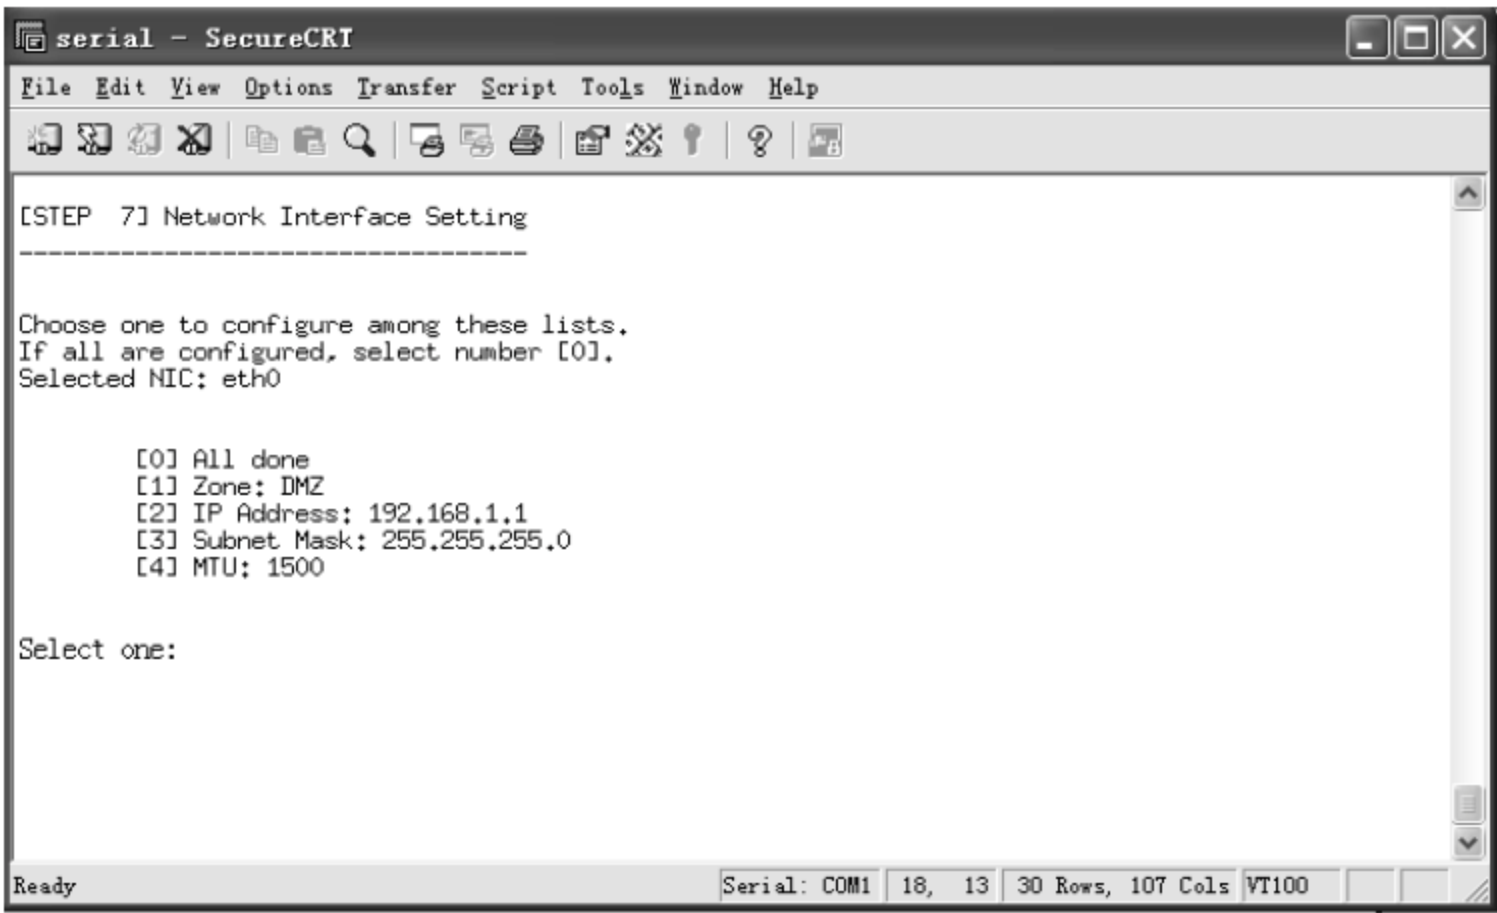 serial - SecureCRT
File Edit View Options Transfer Script Tools Window Help
[STEP  7] Network Interface Setting
-----------------------------------
Choose one to configure among these lists.
If all are configured, select number [0].
Selected NIC: eth0
[0] All done
[1] Zone: DMZ
[2] IP Address: 192.168.1.1
[3] Subnet Mask: 255.255.255.0
[4] MTU: 1500
Select one:
Ready Serial: COM1 18, 13 30 Rows, 107 Cols VT100